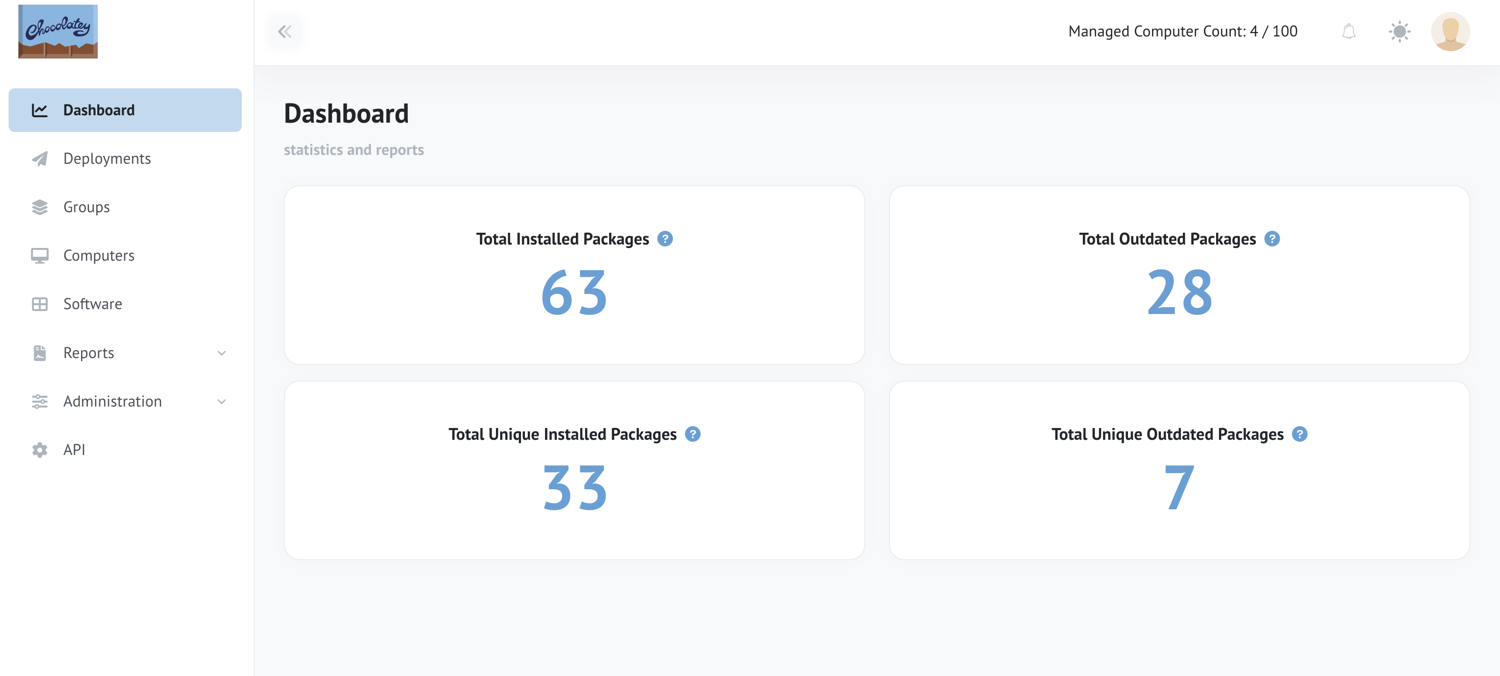 Chocolatey
Managed Computer Count: 4 / 100
Dashboard
Deployments
Groups
Computers
Software
Reports
Administration
API
Dashboard
statistics and reports
Total Installed Packages ?
63
Total Outdated Packages ?
28
Total Unique Installed Packages ?
33
Total Unique Outdated Packages ?
7